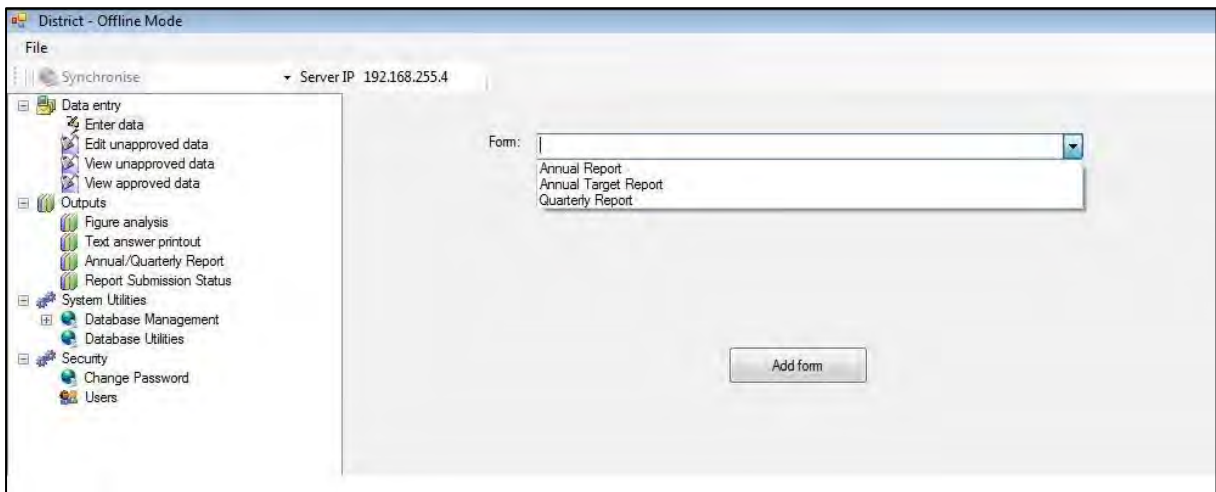 District - Offline Mode
File
Synchronise Server IP 192.168.255.4
Data entry
Enter data
Edit unapproved data
View unapproved data
View approved data
Outputs
Figure analysis
Text answer printout
Annual/Quarterly Report
Report Submission Status
System Utilities
Database Management
Database Utilities
Security
Change Password
Users
Form:
Annual Report
Annual Target Report
Quarterly Report
Add form